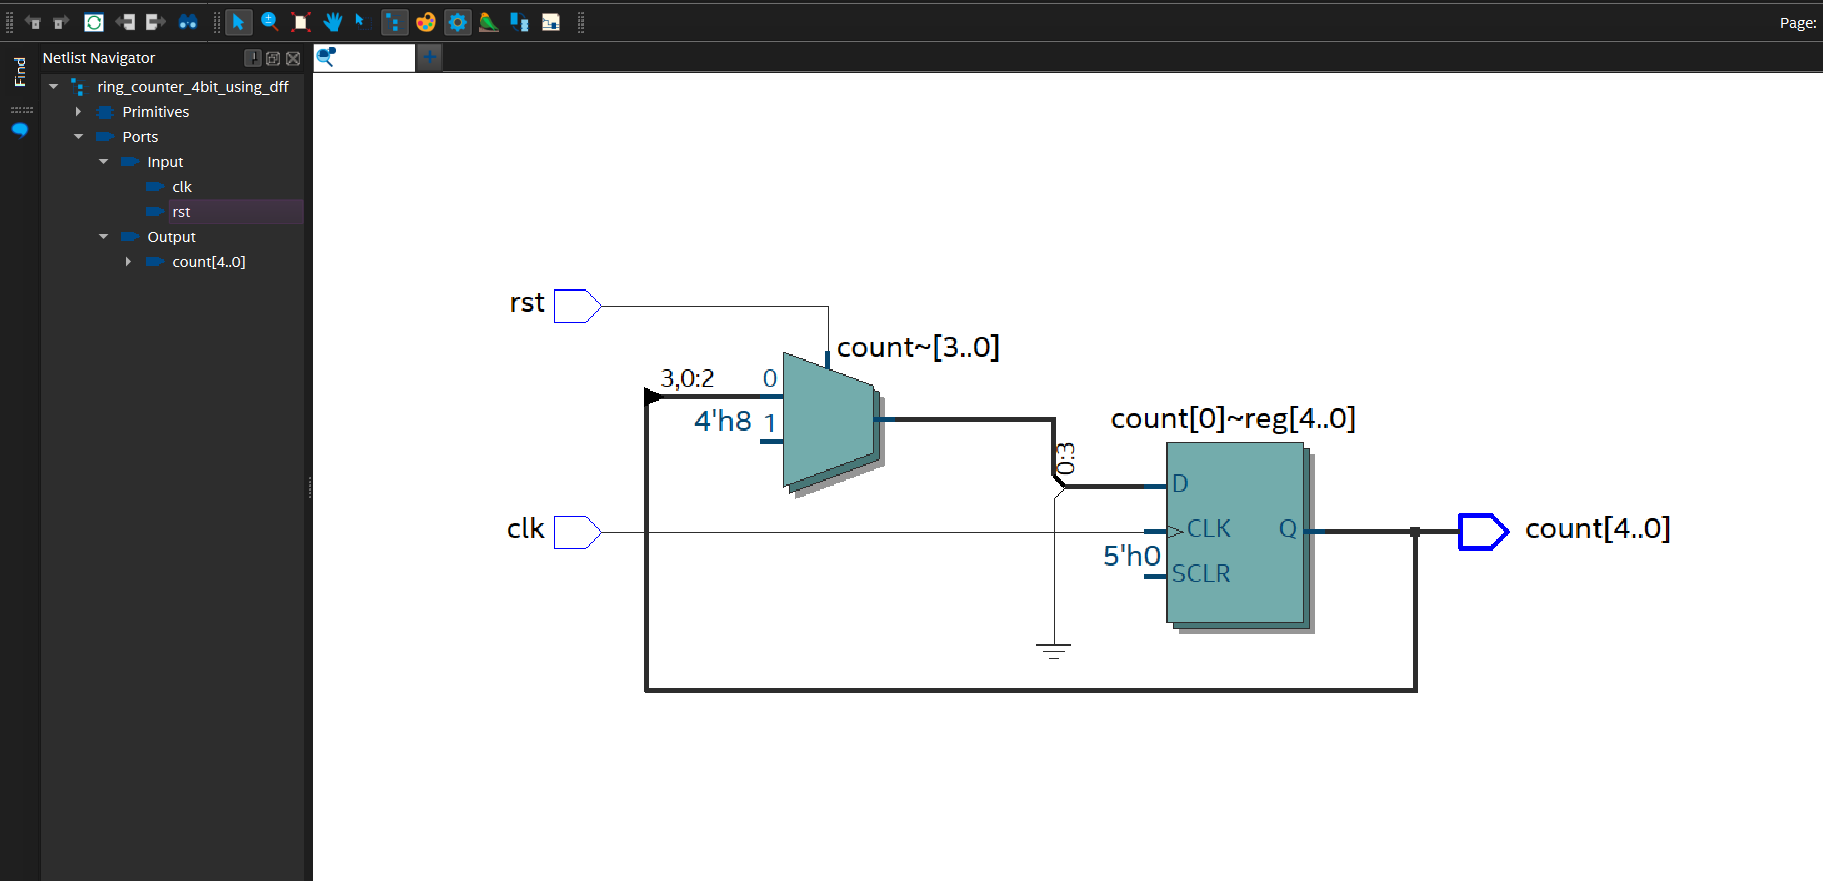 Page:
Find
Netlist Navigator
ring_counter_4bit_using_dff
Primitives
Ports
Input
clk
rst
Output
count[4..0]
rst
count~[3..0]
3,0:2
0
4'h8
1
0:3
count[0]~reg[4..0]
D
clk
CLK
Q
count[4..0]
5'h0
SCLR